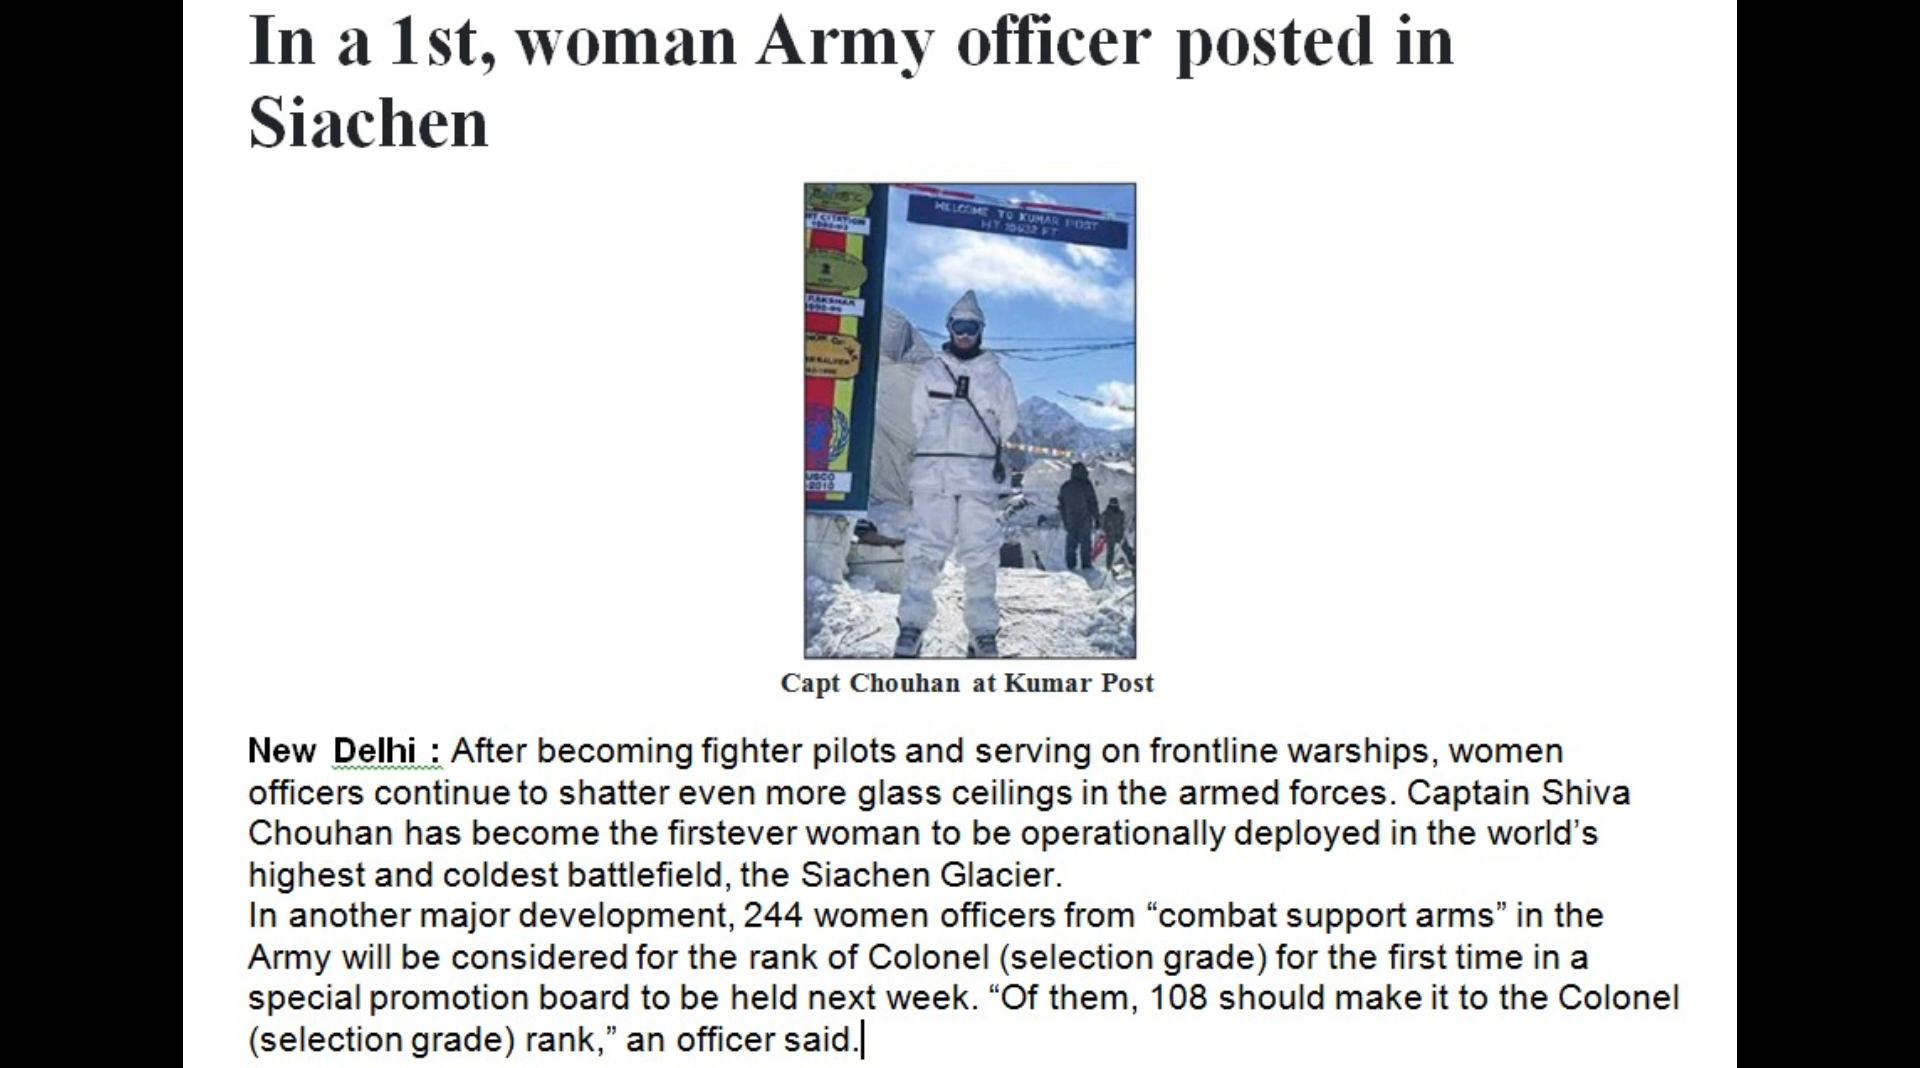 In a 1st, woman Army officer posted in
Siachen
WELCOME TO KUMAR POST
HT 15632 FT
Capt Chouhan at Kumar Post
New Delhi : After becoming fighter pilots and serving on frontline warships, women
officers continue to shatter even more glass ceilings in the armed forces. Captain Shiva
Chouhan has become the firstever woman to be operationally deployed in the world’s
highest and coldest battlefield, the Siachen Glacier.
In another major development, 244 women officers from “combat support arms” in the
Army will be considered for the rank of Colonel (selection grade) for the first time in a
special promotion board to be held next week. “Of them, 108 should make it to the Colonel
(selection grade) rank,” an officer said.